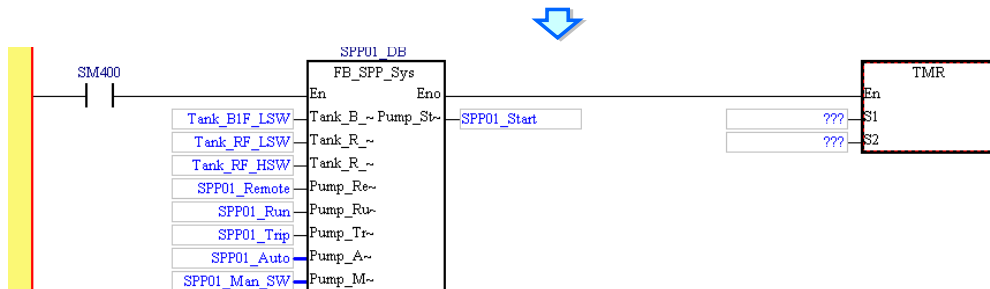 SPP01_DB
SM400
FB_SPP_Sys
TMR
En Eno
En
Tank_B1F_LSW Tank_B_~ Pump_St~ SPP01_Start
??? S1
Tank_RF_LSW Tank_R_~
??? S2
Tank_RF_HSW Tank_R_~
SPP01_Remote Pump_Re~
SPP01_Run Pump_Ru~
SPP01_Trip Pump_Tr~
SPP01_Auto Pump_A~
SPP01_Man_SW Pump_M~